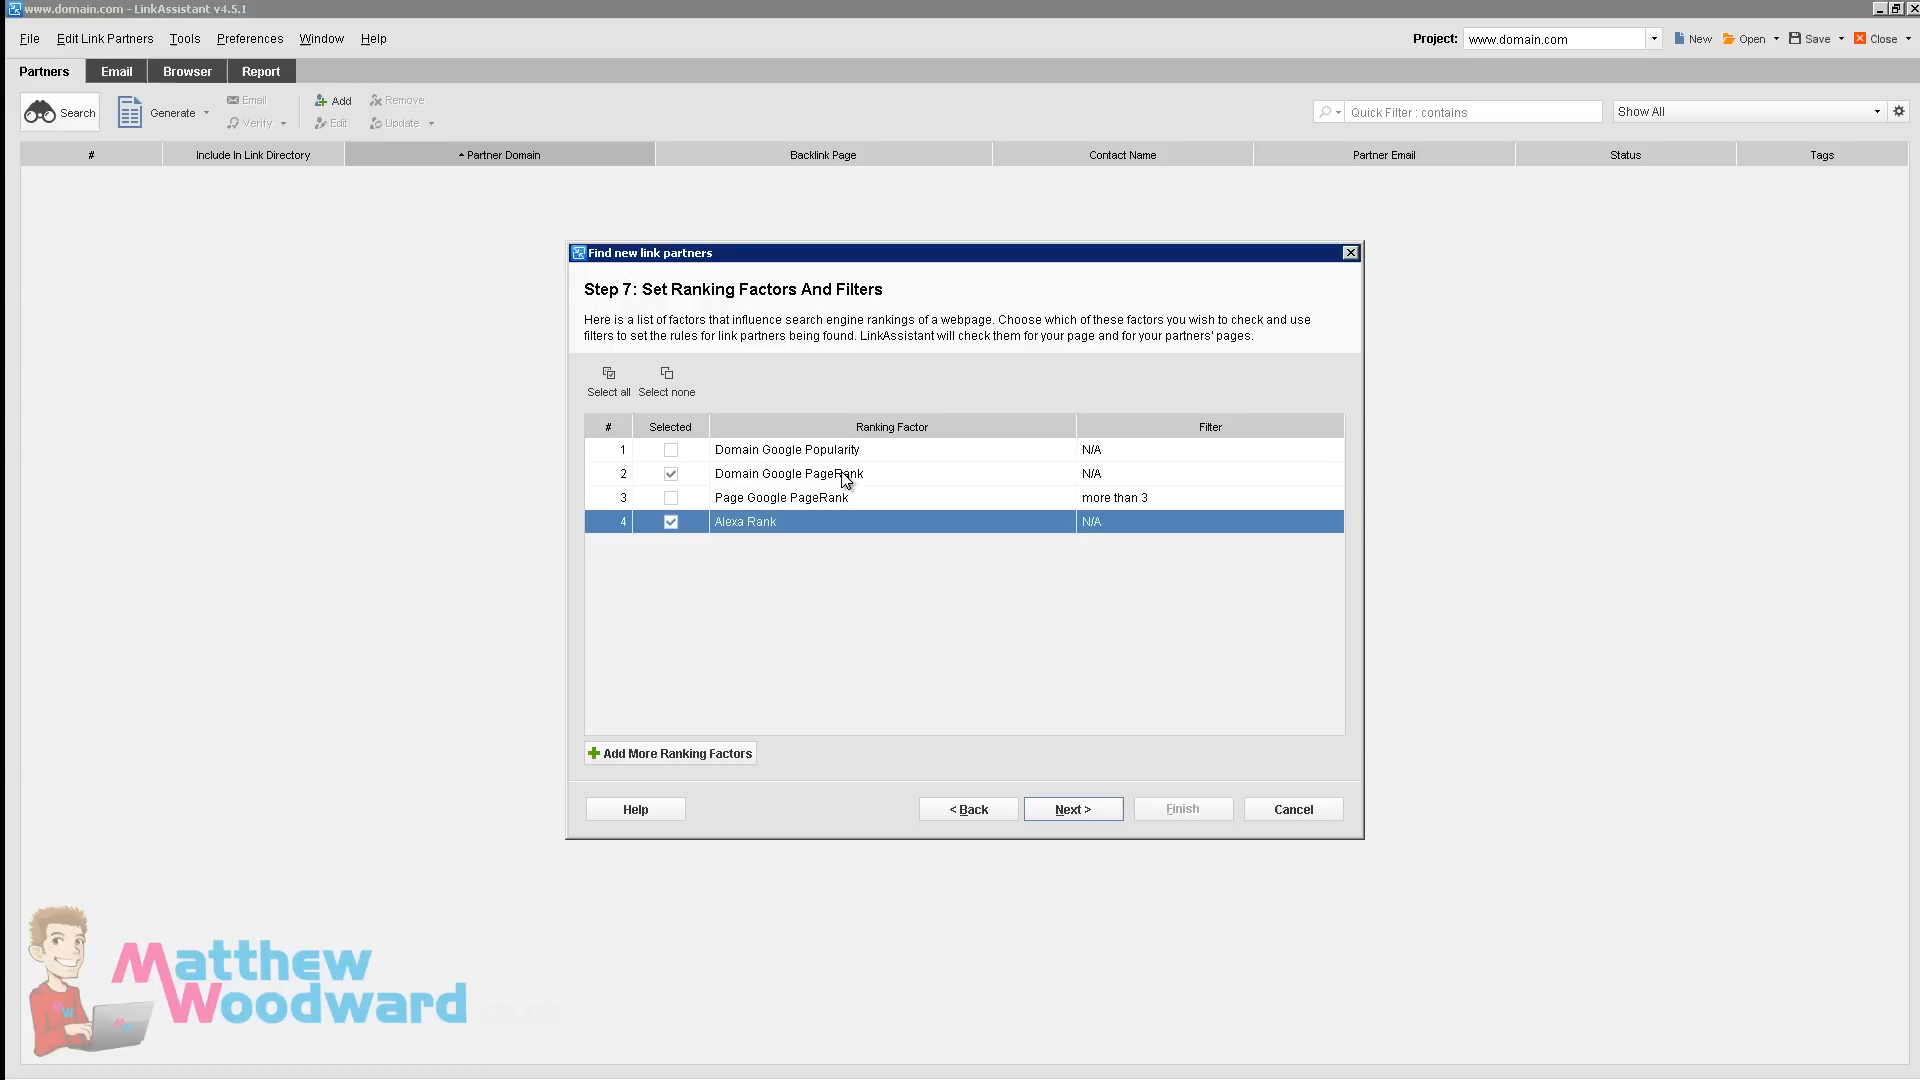 www.domain.com - LinkAssistant v4.5.1
File Edit Link Partners Tools Preferences Window Help
Project: www.domain.com New Open Save Close
Partners Email Browser Report
Search Generate Email Verify Add Edit Remove Update
Quick Filter : contains Show All
# Include In Link Directory Partner Domain Backlink Page Contact Name Partner Email Status Tags
Find new link partners
Step 7: Set Ranking Factors And Filters
Here is a list of factors that influence search engine rankings of a webpage. Choose which of these factors you wish to check and use
filters to set the rules for link partners being found. LinkAssistant will check them for your page and for your partners' pages.
Select all Select none
# Selected Ranking Factor Filter
1 Domain Google Popularity N/A
2 Domain Google PageRank N/A
3 Page Google PageRank more than 3
4 Alexa Rank N/A
Add More Ranking Factors
Help < Back Next > Finish Cancel
Matthew
Woodward.co.uk
MW